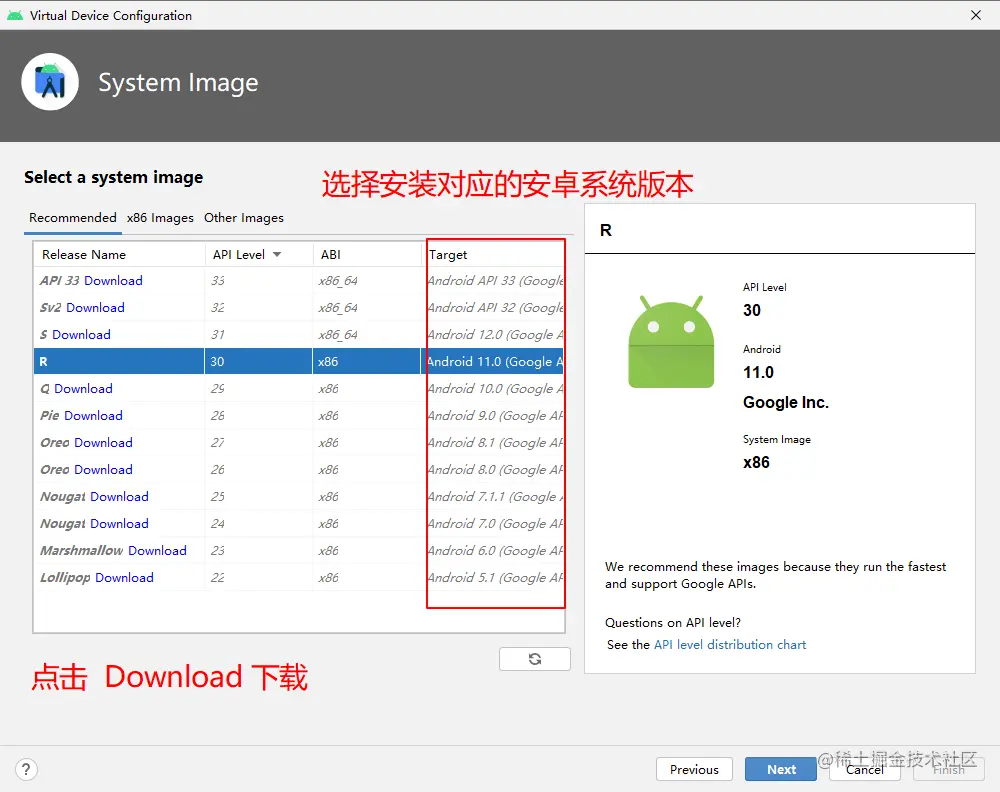 Virtual Device Configuration
System Image
Select a system image
选择安装对应的安卓系统版本
Recommended x86 Images Other Images
Release Name API Level ABI Target
API 33 Download 33 x86_64 Android API 33 (Google
Sv2 Download 32 x86_64 Android API 32 (Google
S Download 31 x86_64 Android 12.0 (Google A
R 30 x86 Android 11.0 (Google A
Q Download 29 x86 Android 10.0 (Google A
Pie Download 28 x86 Android 9.0 (Google AP
Oreo Download 27 x86 Android 8.1 (Google AP
Oreo Download 26 x86 Android 8.0 (Google AP
Nougat Download 25 x86 Android 7.1.1 (Google A
Nougat Download 24 x86 Android 7.0 (Google AP
Marshmallow Download 23 x86 Android 6.0 (Google AP
Lollipop Download 22 x86 Android 5.1 (Google AP
R
API Level
30
Android
11.0
Google Inc.
System Image
x86
We recommend these images because they run the fastest
and support Google APIs.
Questions on API level?
See the API level distribution chart
点击 Download 下载
? Previous Next Cancel Finish
@稀土掘金技术社区